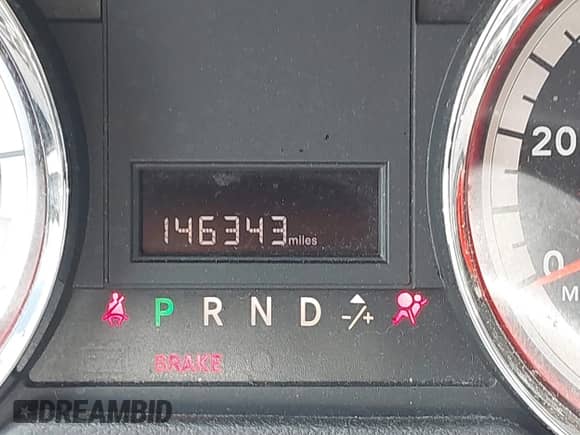 20
146343 miles
0
M
P R N D -/+
BRAKE
DREAMBID